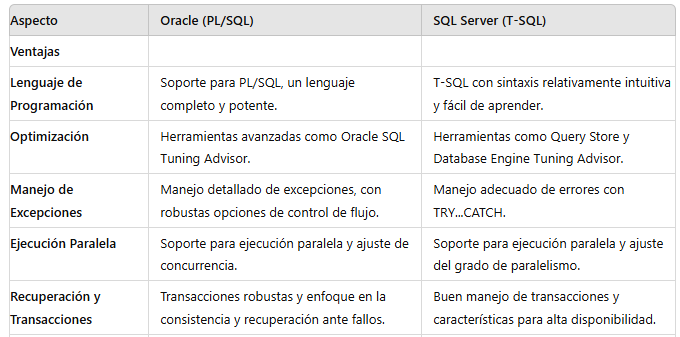 Aspecto Oracle (PL/SQL) SQL Server (T-SQL)
Ventajas
Lenguaje de Programación Soporte para PL/SQL, un lenguaje completo y potente. T-SQL con sintaxis relativamente intuitiva y fácil de aprender.
Optimización Herramientas avanzadas como Oracle SQL Tuning Advisor. Herramientas como Query Store y Database Engine Tuning Advisor.
Manejo de Excepciones Manejo detallado de excepciones, con robustas opciones de control de flujo. Manejo adecuado de errores con TRY...CATCH.
Ejecución Paralela Soporte para ejecución paralela y ajuste de concurrencia. Soporte para ejecución paralela y ajuste del grado de paralelismo.
Recuperación y Transacciones Transacciones robustas y enfoque en la consistencia y recuperación ante fallos. Buen manejo de transacciones y características para alta disponibilidad.